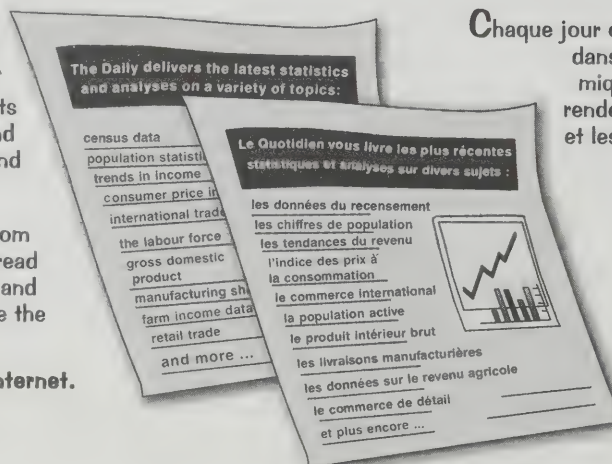 ts
nd
nd
om
read
and
e the
nternet.
The Daily delivers the latest statistics
and analyses on a variety of topics:
census data
population statisti
trends in income
consumer price in
international trade
the labour force
gross domestic
product
manufacturing sh
farm income data
retail trade
and more ...
Le Quotidien vous livre les plus récentes
statistiques et analyses sur divers sujets :
les données du recensement
les chiffres de population
les tendances du revenu
l'indice des prix à
la consommation
le commerce international
la population active
le produit intérieur brut
les livraisons manufacturières
les données sur le revenu agricole
le commerce de détail
et plus encore ...
Chaque jour
dans
miq
rende
et les